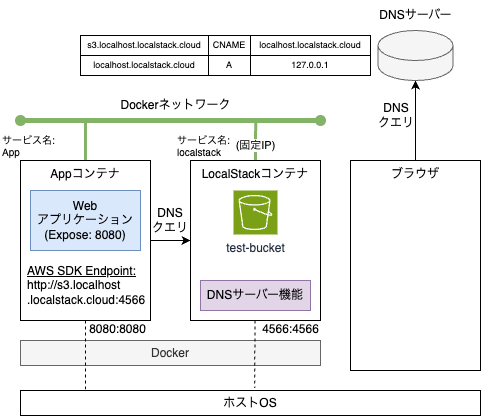 DNSサーバー
s3.localhost.localstack.cloud CNAME localhost.localstack.cloud
localhost.localstack.cloud A 127.0.0.1
Dockerネットワーク
DNS
クエリ
サービス名:
App
サービス名:
localstack
(固定IP)
Appコンテナ
LocalStackコンテナ
ブラウザ
Web
アプリケーション
(Expose: 8080)
DNS
クエリ
test-bucket
AWS SDK Endpoint:
http://s3.localhost
.localstack.cloud:4566
DNSサーバー機能
8080:8080
4566:4566
Docker
ホストOS